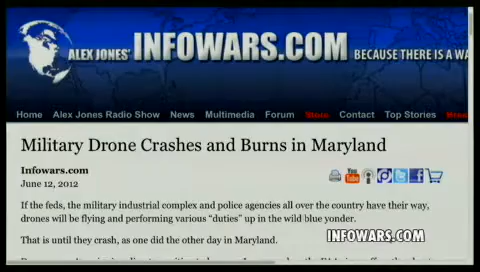 ALEX JONES' INFOWARS.COM BECAUSE THERE IS A WA
Home Alex Jones Radio Show News Multimedia Forum Contact Top Stories
Military Drone Crashes and Burns in Maryland
Infowars.com
June 12, 2012
If the feds, the military industrial complex and police agencies all over the country have their way,
drones will be flying and performing various “duties” up in the wild blue yonder.
That is until they crash, as one did the other day in Maryland.
INFOWARS.COM